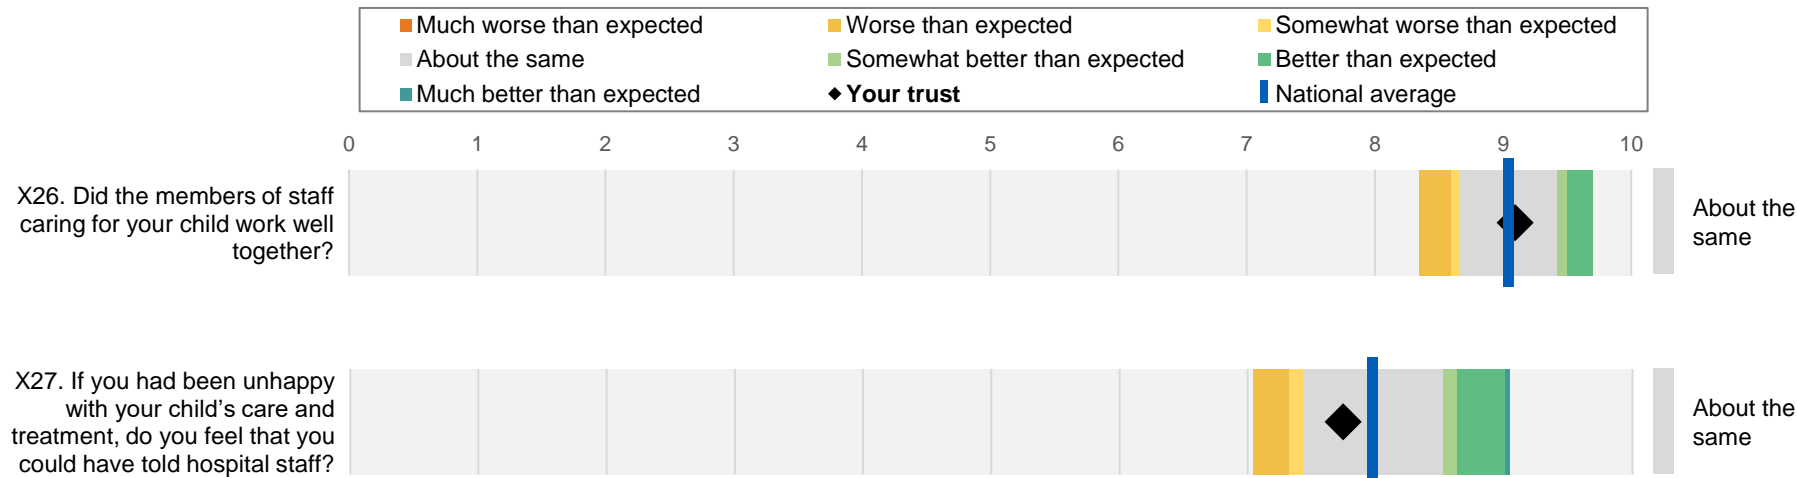 Much worse than expected
Worse than expected
Somewhat worse than expected
About the same
Somewhat better than expected
Better than expected
Much better than expected
Your trust
National average
0 1 2 3 4 5 6 7 8 9 10
X26. Did the members of staff
caring for your child work well
together?
About the
same
X27. If you had been unhappy
with your child’s care and
treatment, do you feel that you
could have told hospital staff?
About the
same